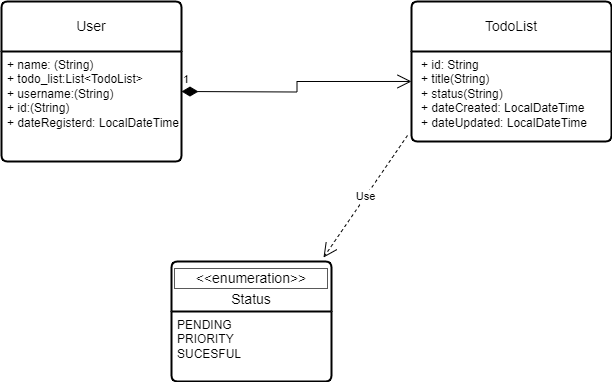 User
+ name: (String)
+ todo_list:List<TodoList>
+ username:(String)
+ id:(String)
+ dateRegisterd: LocalDateTime
1
TodoList
+ id: String
+ title(String)
+ status(String)
+ dateCreated: LocalDateTime
+ dateUpdated: LocalDateTime
Use
<<enumeration>>
Status
PENDING
PRIORITY
SUCESFUL